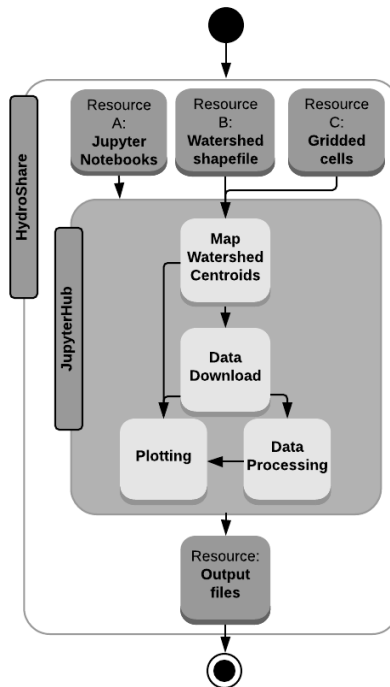 Resource
A:
Jupyter
Notebooks
Resource
B:
Watershed
shapefile
Resource
C:
Gridded
cells
HydroShare
JupyterHub
Map
Watershed
Centroids
Data
Download
Plotting
Data
Processing
Resource:
Output
files